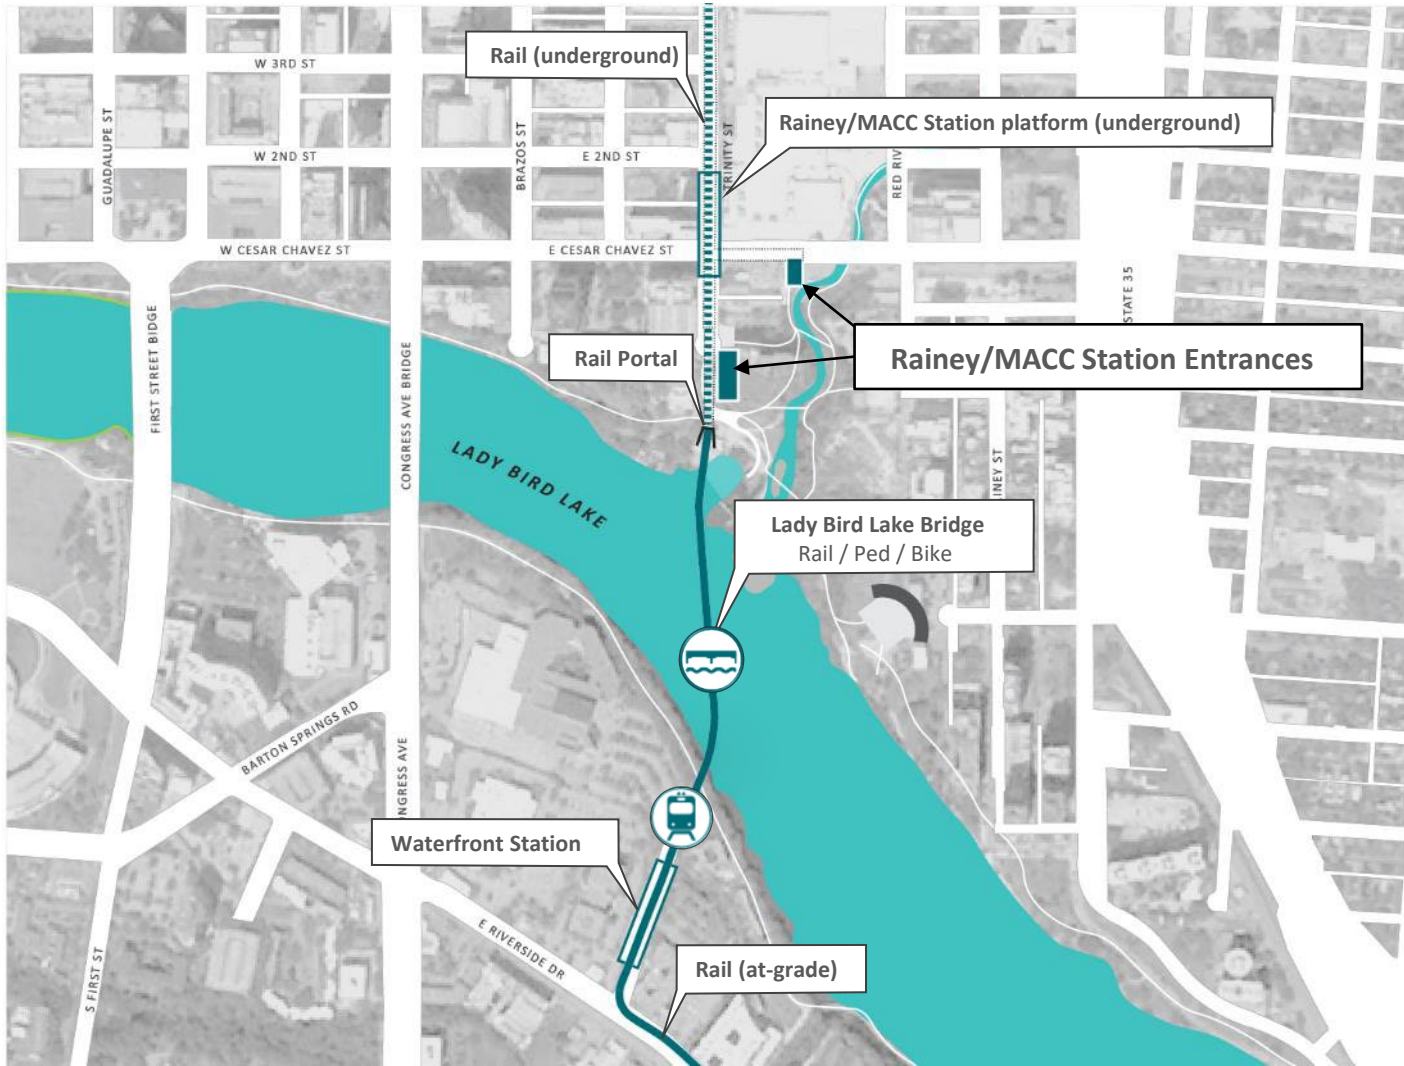 Rail (underground)
W 3RD ST
Rainey/MACC Station platform (underground)
GUADALUPE ST
BRAZOS ST
TRINITY ST
W 2ND ST
E 2ND ST
RED RIV
W CESAR CHAVEZ ST
E CESAR CHAVEZ ST
STATE 35
FIRST STREET BIDGE
CONGRESS AVE BRIDGE
Rail Portal
Rainey/MACC Station Entrances
LADY BIRD LAKE
INEY ST
Lady Bird Lake Bridge
Rail / Ped / Bike
BARTON SPRINGS RD
NGRESS AVE
Waterfront Station
E RIVERSIDE DR
S FIRST ST
Rail (at-grade)